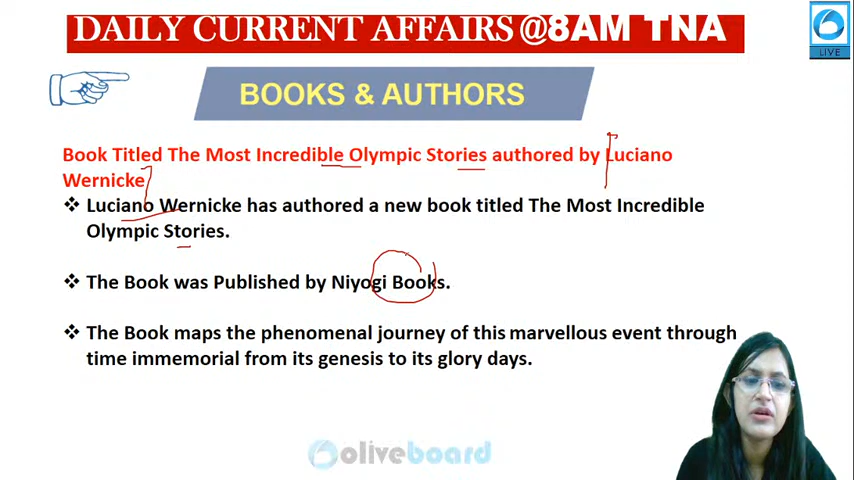 DAILY CURRENT AFFAIRS @8AM TNA
LIVE
BOOKS & AUTHORS
Book Titled The Most Incredible Olympic Stories authored by Luciano
Wernicke
❖ Luciano Wernicke has authored a new book titled The Most Incredible
Olympic Stories.
❖ The Book was Published by Niyogi Books.
❖ The Book maps the phenomenal journey of this marvellous event through
time immemorial from its genesis to its glory days.
oliveboard